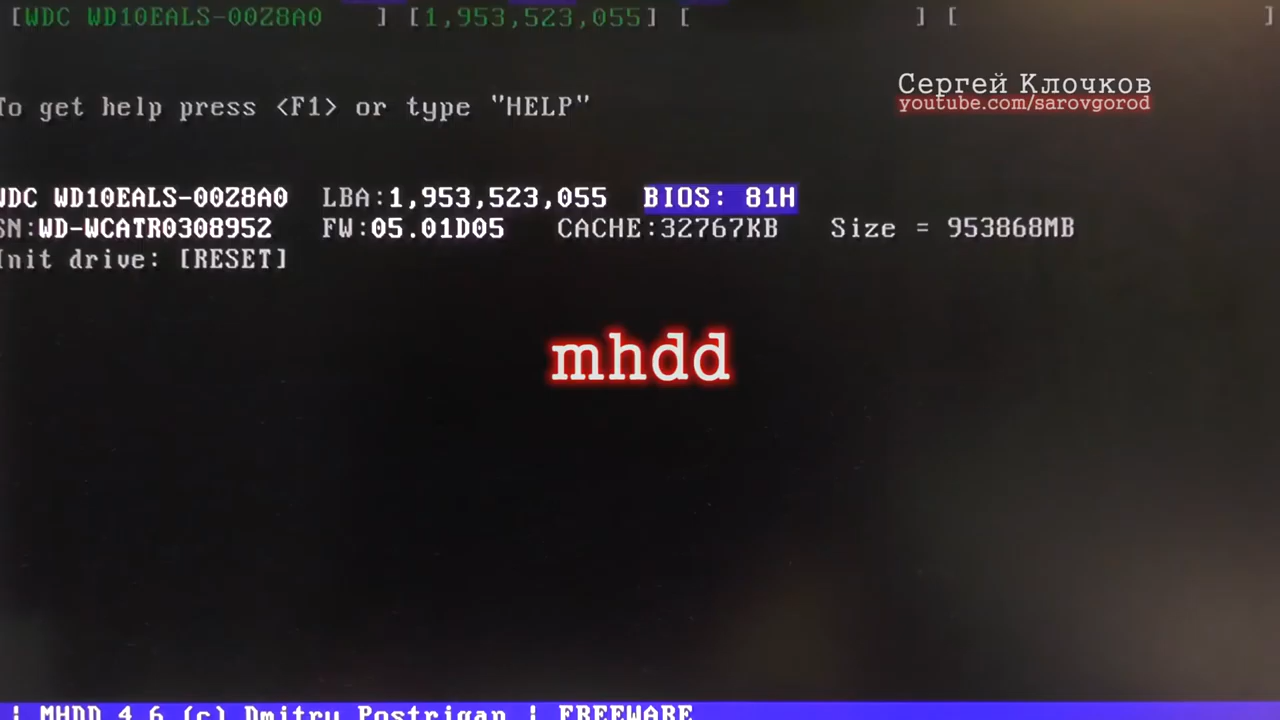 [WDC WD10EALS-00Z8A0 ] [1,953,523,055] [ ] [ ]
Сергей Клочков
youtube.com/sarovgorod
To get help press <F1> or type "HELP"
WDC WD10EALS-00Z8A0 LBA:1,953,523,055 BIOS: 81H
SN:WD-WCATR0308952 FW:05.01D05 CACHE:32767KB Size = 953868MB
Init drive: [RESET]
mhdd
¦ MHDD 4.6 (c) Dmitry Postrigan ¦ FREEWARE